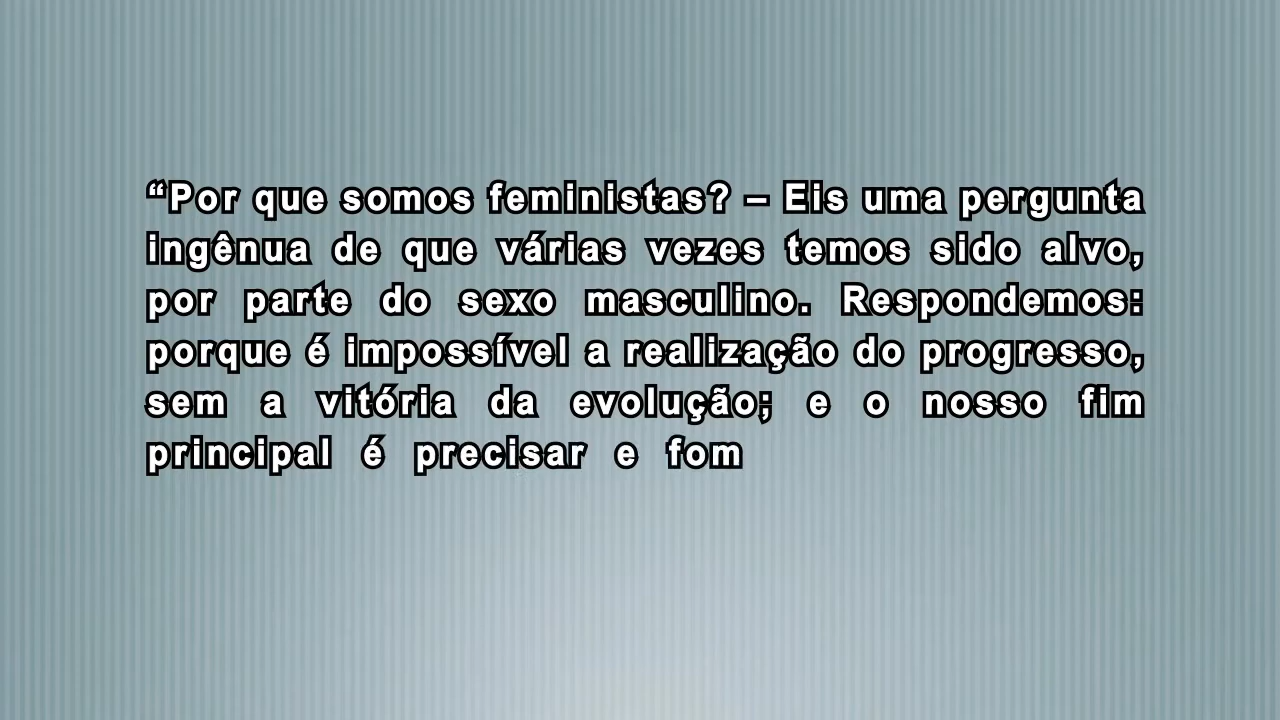 “Por que somos feministas? – Eis uma pergunta
ingênua de que várias vezes temos sido alvo,
por parte do sexo masculino. Respondemos:
porque é impossível a realização do progresso,
sem a vitória da evolução; e o nosso fim
principal é precisar e fom